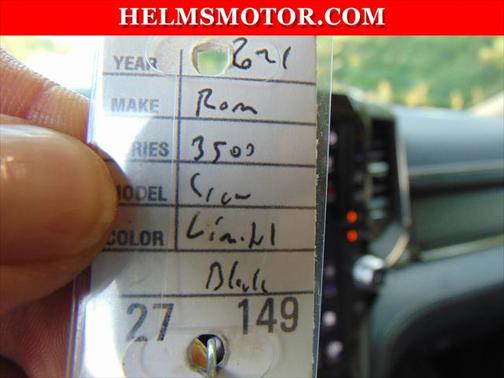 HELMSMOTOR.COM
YEAR 2021
MAKE Ram
SERIES 3500
MODEL Crew
COLOR Limited
Black
27 149